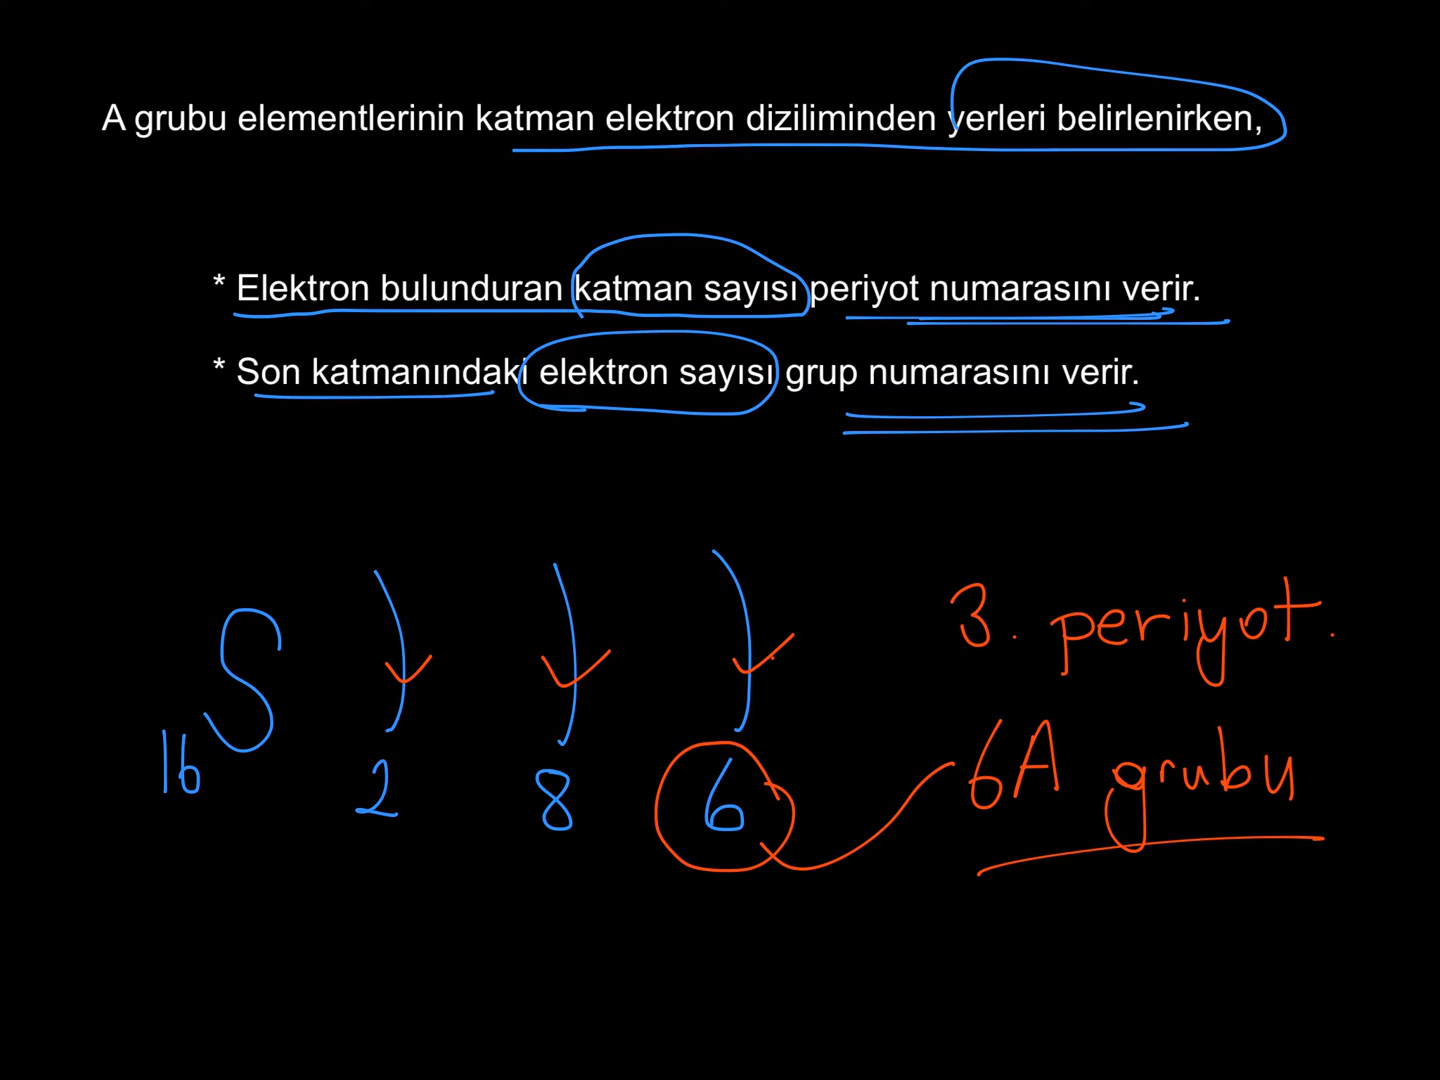 A grubu elementlerinin katman elektron diziliminden yerleri belirlenirken,
* Elektron bulunduran katman sayısı periyot numarasını verir.
* Son katmanındaki elektron sayısı grup numarasını verir.
3. periyot.
16 S 2 8 6
6A grubu